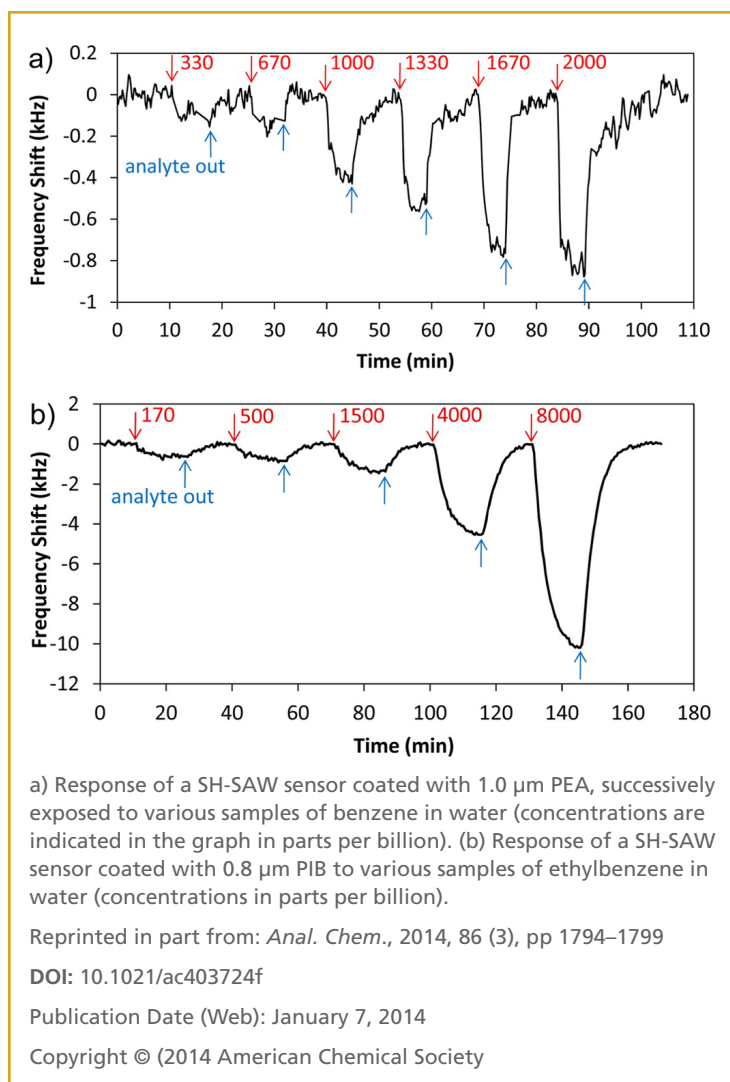 a)
0.2
0
-0.2
-0.4
-0.6
-0.8
-1
Frequency Shift (kHz)
330 670 1000 1330 1670 2000
analyte out
0 10 20 30 40 50 60 70 80 90 100 110
Time (min)
b)
2
0
-2
-4
-6
-8
-10
-12
Frequency Shift (kHz)
170 500 1500 4000 8000
analyte out
0 20 40 60 80 100 120 140 160 180
Time (min)
a) Response of a SH-SAW sensor coated with 1.0 µm PEA, successively
exposed to various samples of benzene in water (concentrations are
indicated in the graph in parts per billion). (b) Response of a SH-SAW
sensor coated with 0.8 µm PIB to various samples of ethylbenzene in
water (concentrations in parts per billion).
Reprinted in part from: Anal. Chem., 2014, 86 (3), pp 1794–1799
DOI: 10.1021/ac403724f
Publication Date (Web): January 7, 2014
Copyright © (2014 American Chemical Society